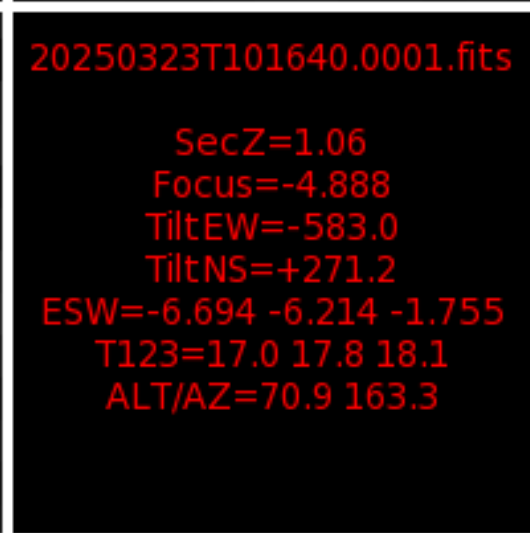 20250323T101640.0001.fits
SecZ=1.06
Focus=-4.888
TiltEW=-583.0
TiltNS=+271.2
ESW=-6.694 -6.214 -1.755
T123=17.0 17.8 18.1
ALT/AZ=70.9 163.3